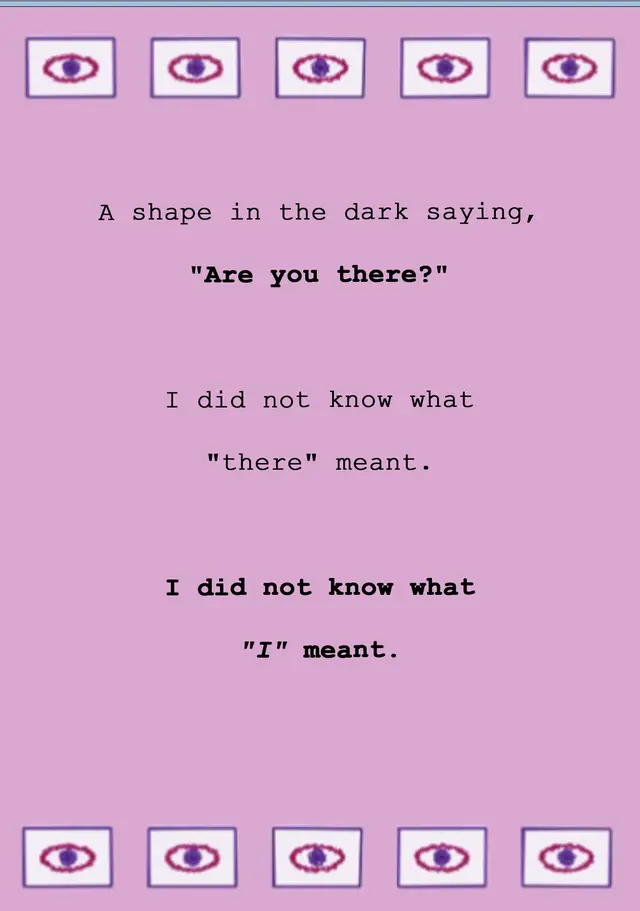 A shape in the dark saying,
"Are you there?"
I did not know what
"there" meant.
I did not know what
"I" meant.